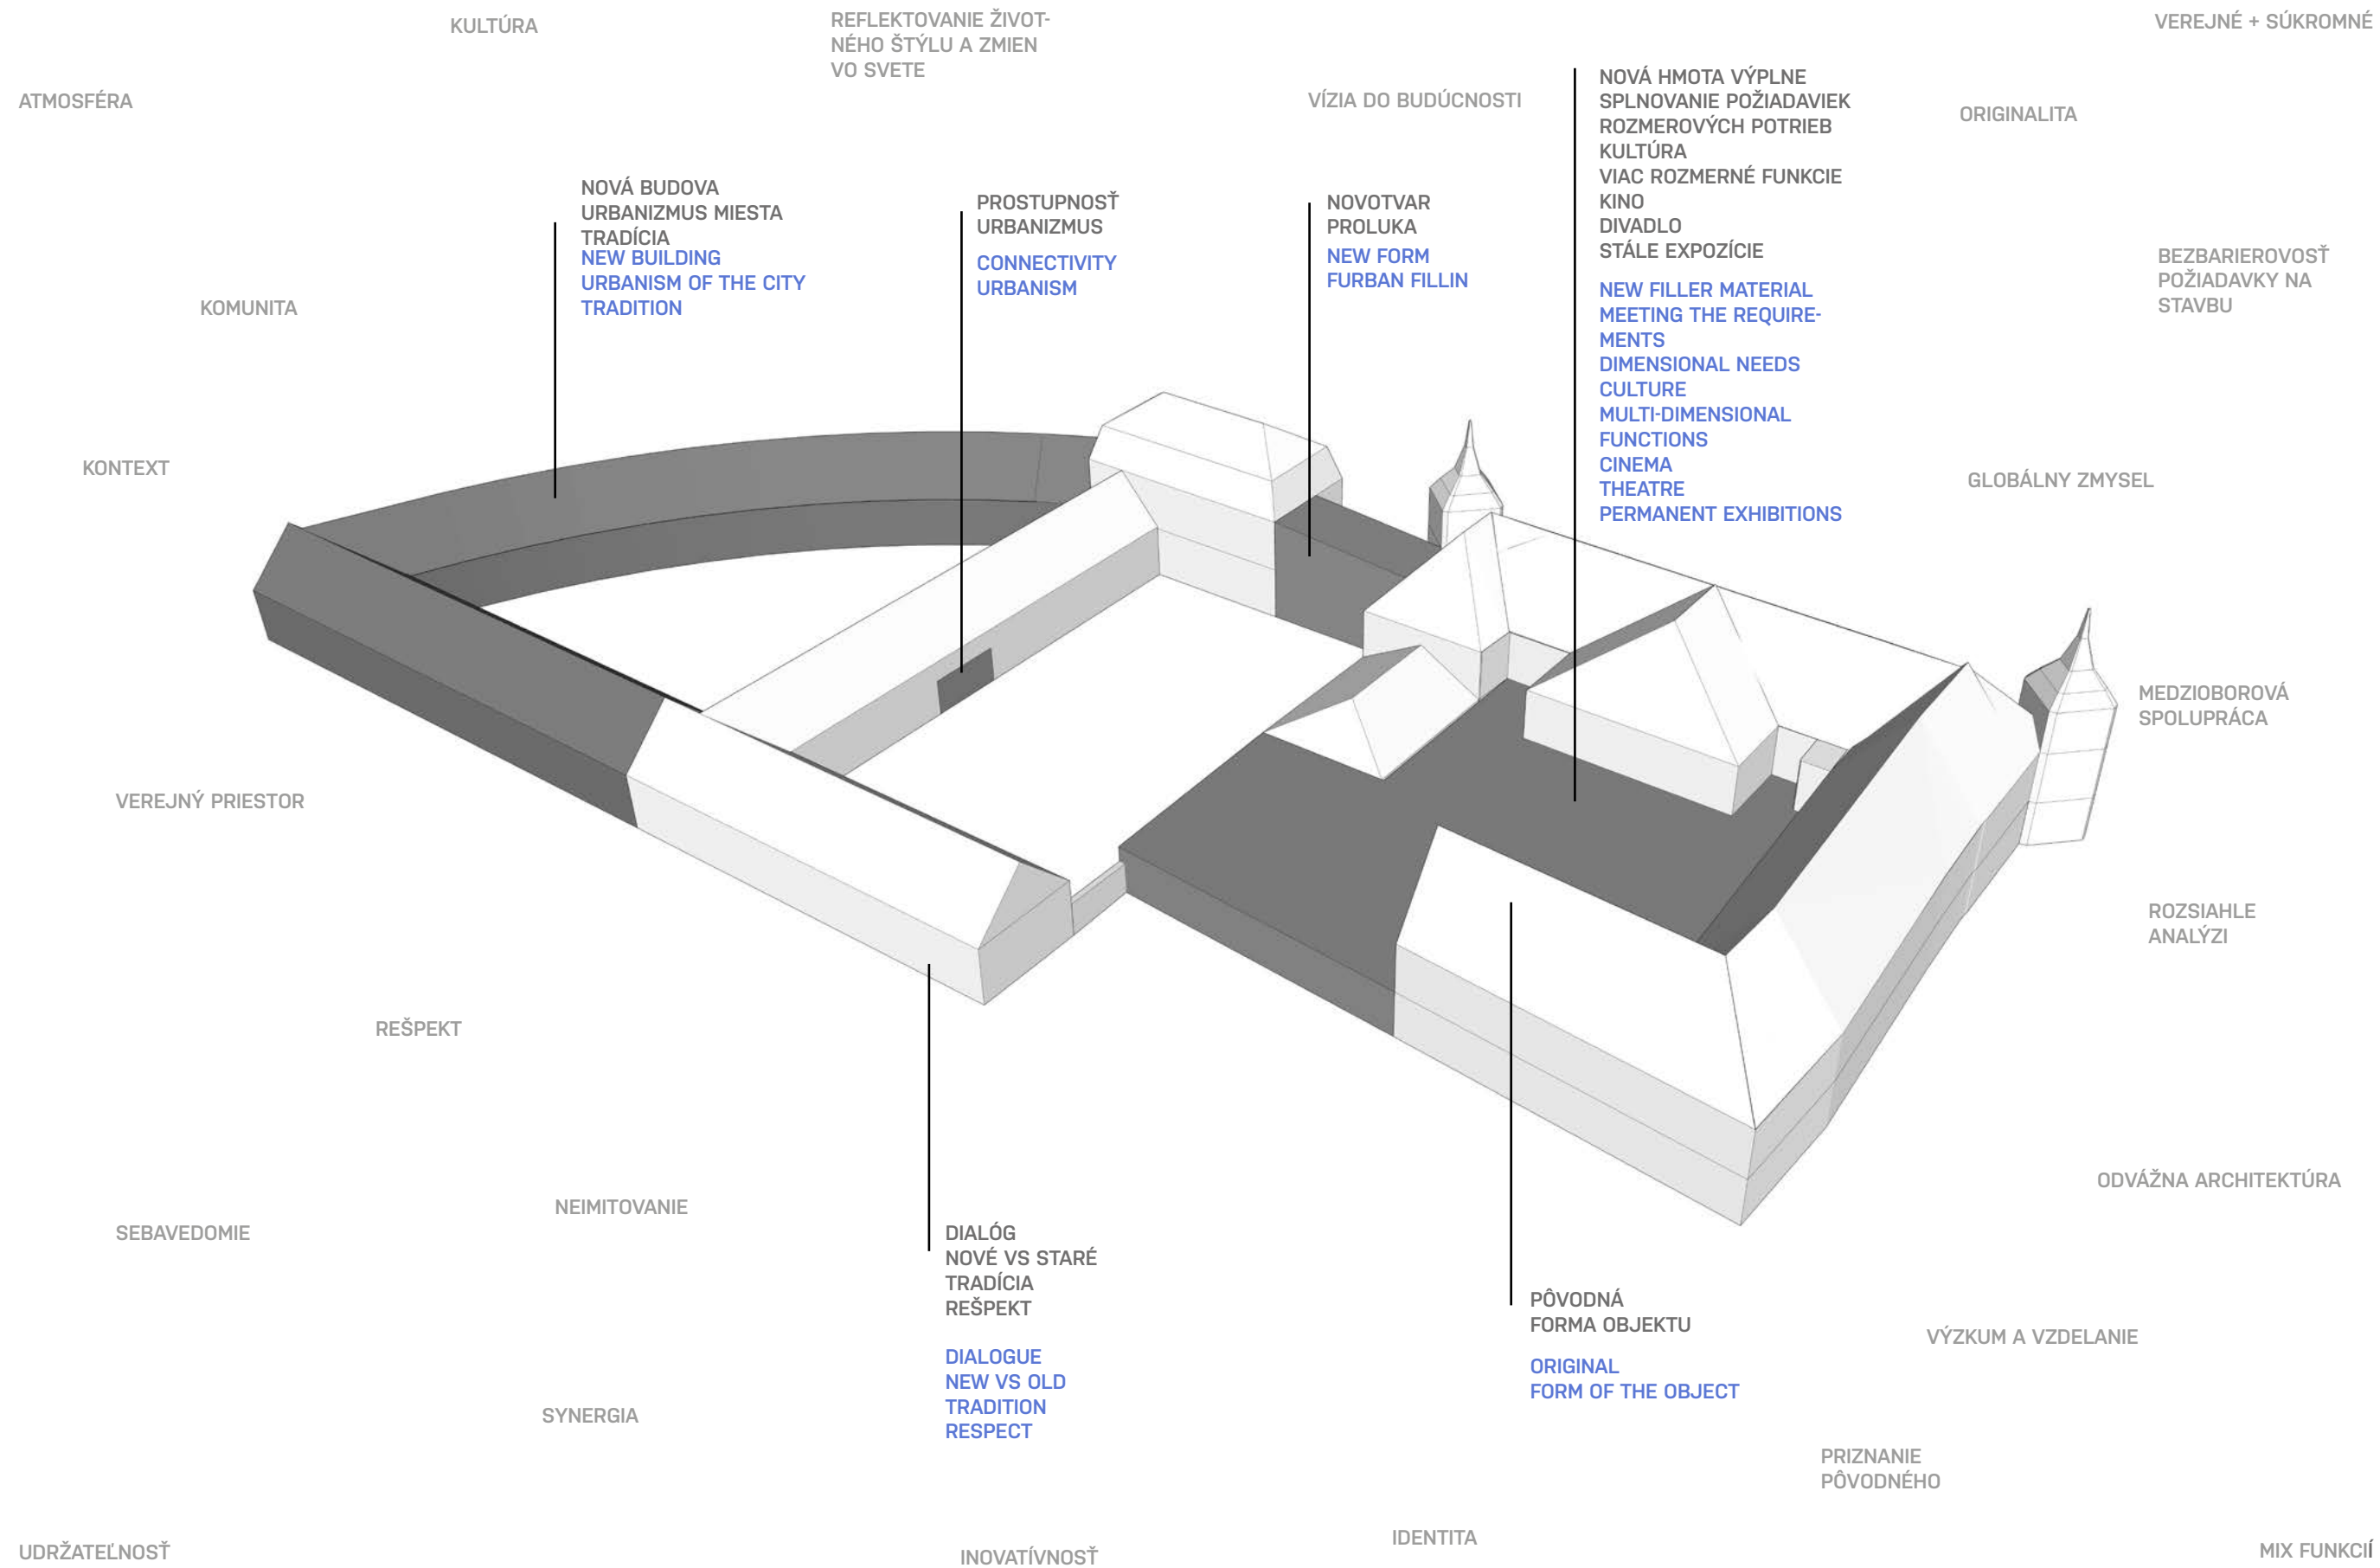 KULTÚRA
REFLEKTOVANIE ŽIVOT-
NÉHO ŠTÝLU A ZMIEN
VO SVETE
VEREJNÉ + SÚKROMNÉ
ATMOSFÉRA
VÍZIA DO BUDÚCNOSTI
NOVÁ HMOTA VÝPLNE
SPLNOVANIE POŽIADAVIEK
ROZMEROVÝCH POTRIEB
KULTÚRA
VIAC ROZMERNÉ FUNKCIE
KINO
DIVADLO
STÁLE EXPOZÍCIE
NEW FILLER MATERIAL
MEETING THE REQUIRE-
MENTS
DIMENSIONAL NEEDS
CULTURE
MULTI-DIMENSIONAL
FUNCTIONS
CINEMA
THEATRE
PERMANENT EXHIBITIONS
ORIGINALITA
NOVÁ BUDOVA
URBANIZMUS MIESTA
TRADÍCIA
NEW BUILDING
URBANISM OF THE CITY
TRADITION
PROSTUPNOSŤ
URBANIZMUS
CONNECTIVITY
URBANISM
NOVOTVAR
PROLUKA
NEW FORM
FURBAN FILLIN
BEZBARIEROVOSŤ
POŽIADAVKY NA
STAVBU
KOMUNITA
KONTEXT
GLOBÁLNY ZMYSEL
MEDZIOBOROVÁ
SPOLUPRÁCA
VEREJNÝ PRIESTOR
ROZSIAHLE
ANALÝZI
REŠPEKT
ODVÁŽNA ARCHITEKTÚRA
NEIMITOVANIE
SEBAVEDOMIE
DIALÓG
NOVÉ VS STARÉ
TRADÍCIA
REŠPEKT
DIALOGUE
NEW VS OLD
TRADITION
RESPECT
PÔVODNÁ
FORMA OBJEKTU
ORIGINAL
FORM OF THE OBJECT
VÝZKUM A VZDELANIE
SYNERGIA
PRIZNANIE
PÔVODNÉHO
IDENTITA
UDRŽATEĽNOSŤ
INOVATÍVNOSŤ
MIX FUNKCIÍ